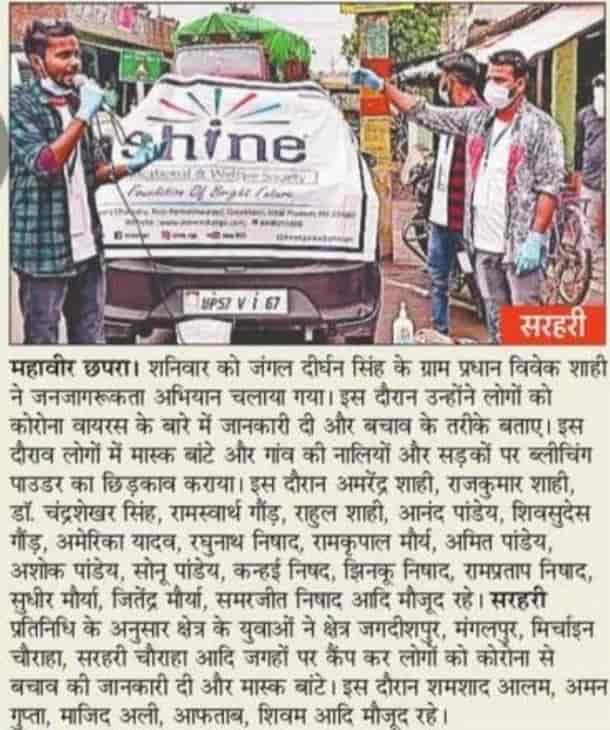 shine
cational & Welfare Society
Foundation Of Bright Future
UP57 V 1 67
सरहरी
महावीर छपरा। शनिवार को जंगल दीर्घन सिंह के ग्राम प्रधान विवेक शाही
ने जनजागरूकता अभियान चलाया गया। इस दौरान उन्होंने लोगों को
कोरोना वायरस के बारे में जानकारी दी और बचाव के तरीके बताए। इस
दौराव लोगों में मास्क बांटे और गांव की नालियों और सड़कों पर ब्लीचिंग
पाउडर का छिड़काव कराया। इस दौरान अमरेंद्र शाही, राजकुमार शाही,
डॉ. चंद्रशेखर सिंह, रामस्वार्थ गौंड़, राहुल शाही, आनंद पांडेय, शिवसुदेस
गौंड़, अमेरिका यादव, रघुनाथ निषाद, रामकृपाल मौर्य, अमित पांडेय,
अशोक पांडेय, सोनू पांडेय, कन्हई निषद, झिनकू निषाद, रामप्रताप निषाद,
सुधीर मौर्या, जितेंद्र मौर्या, समरजीत निषाद आदि मौजूद रहे। सरहरी
प्रतिनिधि के अनुसार क्षेत्र के युवाओं ने क्षेत्र जगदीशपुर, मंगलपुर, मिर्चाइन
चौराहा, सरहरी चौराहा आदि जगहों पर कैंप कर लोगों को कोरोना से
बचाव की जानकारी दी और मास्क बांटे। इस दौरान शमशाद आलम, अमन
गुप्ता, माजिद अली, आफताब, शिवम आदि मौजूद रहे।